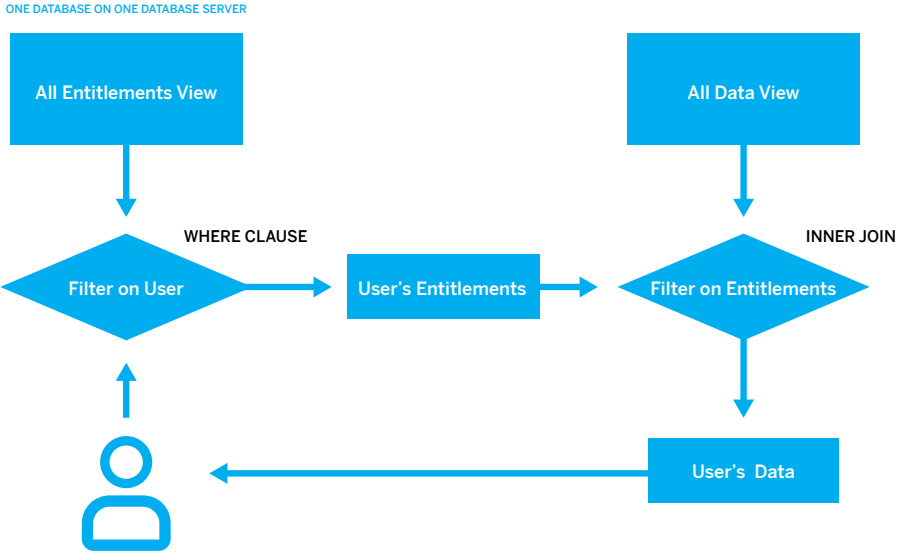 ONE DATABASE ON ONE DATABASE SERVER
All Entitlements View
All Data View
WHERE CLAUSE
INNER JOIN
Filter on User
User's Entitlements
Filter on Entitlements
User's Data